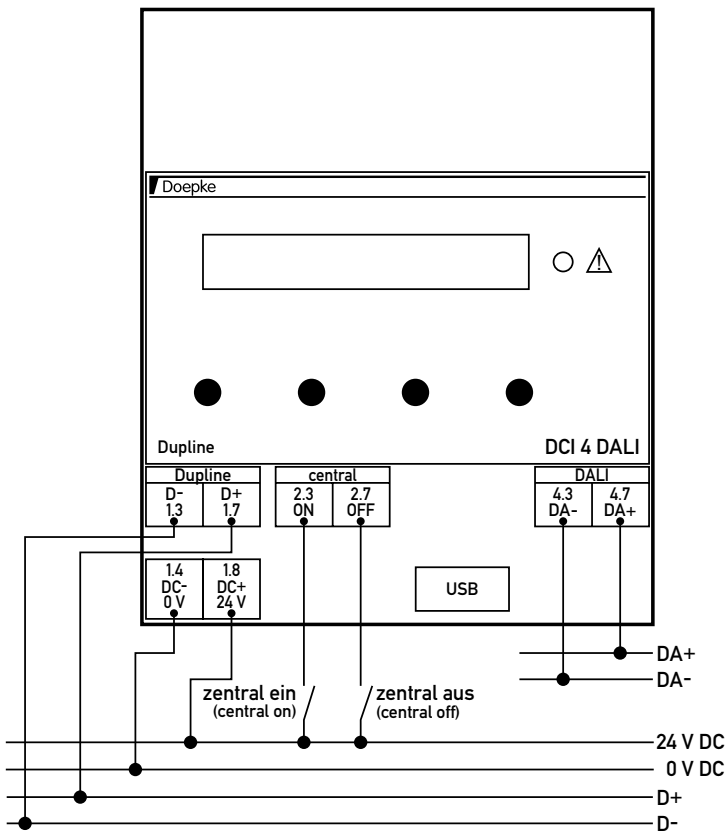 Doepke
Dupline
DCI 4 DALI
Dupline
central
DALI
D- D+
1.3 1.7
2.3 2.7
ON OFF
4.3 4.7
DA- DA+
1.4 1.8
DC- DC+
0 V 24 V
USB
DA+
DA-
zentral ein
(central on)
zentral aus
(central off)
24 V DC
0 V DC
D+
D-